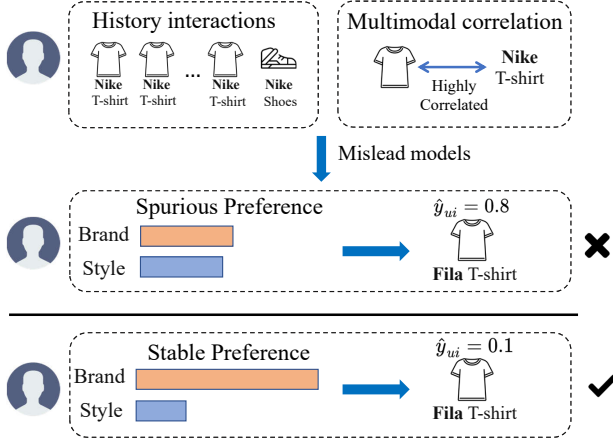 History interactions
Nike Nike ... Nike Nike
T-shirt T-shirt T-shirt Shoes
Multimodal correlation
Nike
T-shirt
Highly
Correlated
Mislead models
Spurious Preference
Brand
Style
ŷ_ui = 0.8
Fila T-shirt
Stable Preference
Brand
Style
ŷ_ui = 0.1
Fila T-shirt